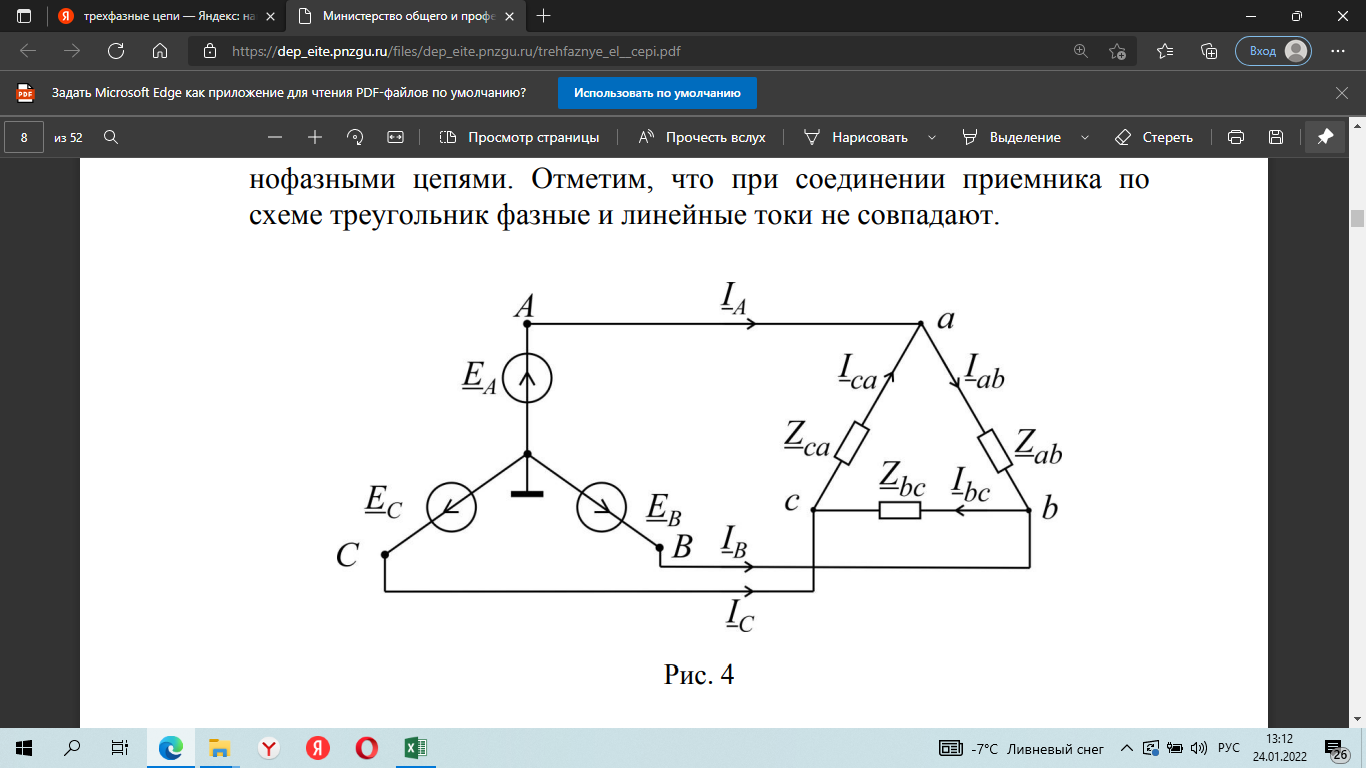 трехфазные цепи — Яндекс: на
Министерство общего и профе
https://dep_eite.pnzgu.ru/files/dep_eite.pnzgu.ru/trehfaznye_el__cepi.pdf
Вход
PDF
Задать Microsoft Edge как приложение для чтения PDF-файлов по умолчанию?
Использовать по умолчанию
8 из 52
Просмотр страницы
Прочесть вслух
Нарисовать
Выделение
Стереть
нофазными цепями. Отметим, что при соединении приемника по
схеме треугольник фазные и линейные токи не совпадают.
A
I_A
a
E_A
I_ca
I_ab
Z_ca
Z_ab
Z_bc
I_bc
E_C
E_B
c
b
C
B
I_B
I_C
Рис. 4
-7°C Ливневый снег
РУС
13:12
24.01.2022
26